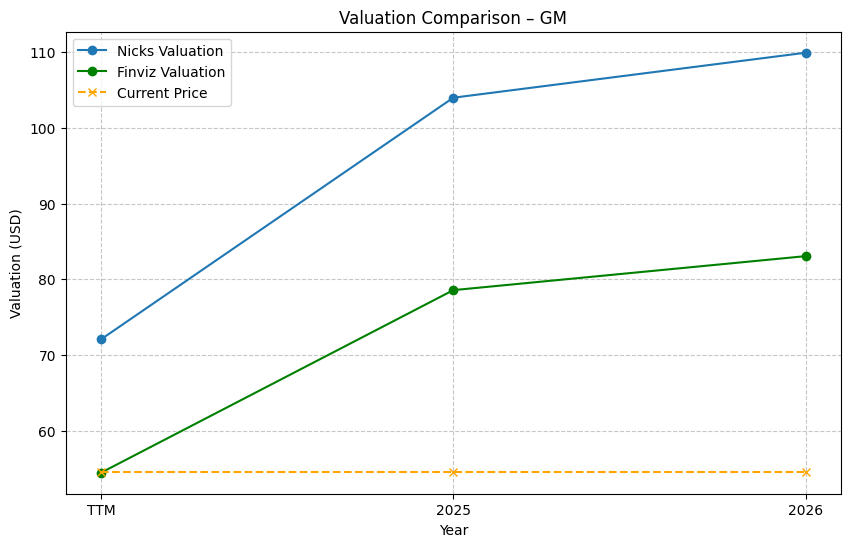 Valuation Comparison – GM
Nicks Valuation
Finviz Valuation
Current Price
Valuation (USD)
110
100
90
80
70
60
TTM
2025
2026
Year